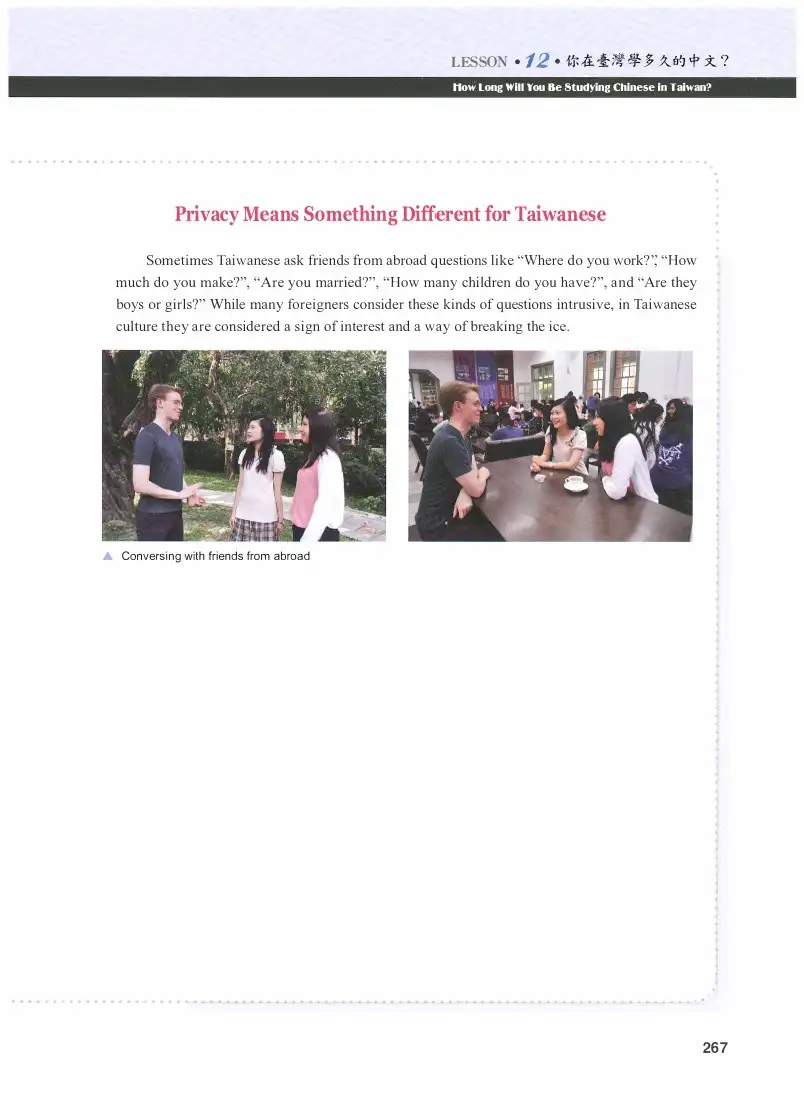 LESSON • 12 • 你在臺灣學多久的中文？
How Long Will You Be Studying Chinese in Taiwan?
Privacy Means Something Different for Taiwanese
Sometimes Taiwanese ask friends from abroad questions like “Where do you work?”, “How
much do you make?”, “Are you married?”, “How many children do you have?”, and “Are they
boys or girls?” While many foreigners consider these kinds of questions intrusive, in Taiwanese
culture they are considered a sign of interest and a way of breaking the ice.
▲ Conversing with friends from abroad
267